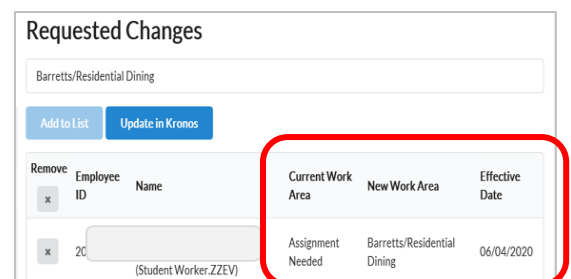 Requested Changes
Barretts/Residential Dining
Add to List Update in Kronos
Remove
x
Employee
ID
Name
Current Work
Area
New Work Area
Effective
Date
x
20
(Student Worker.ZZEV)
Assignment
Needed
Barretts/Residential
Dining
06/04/2020